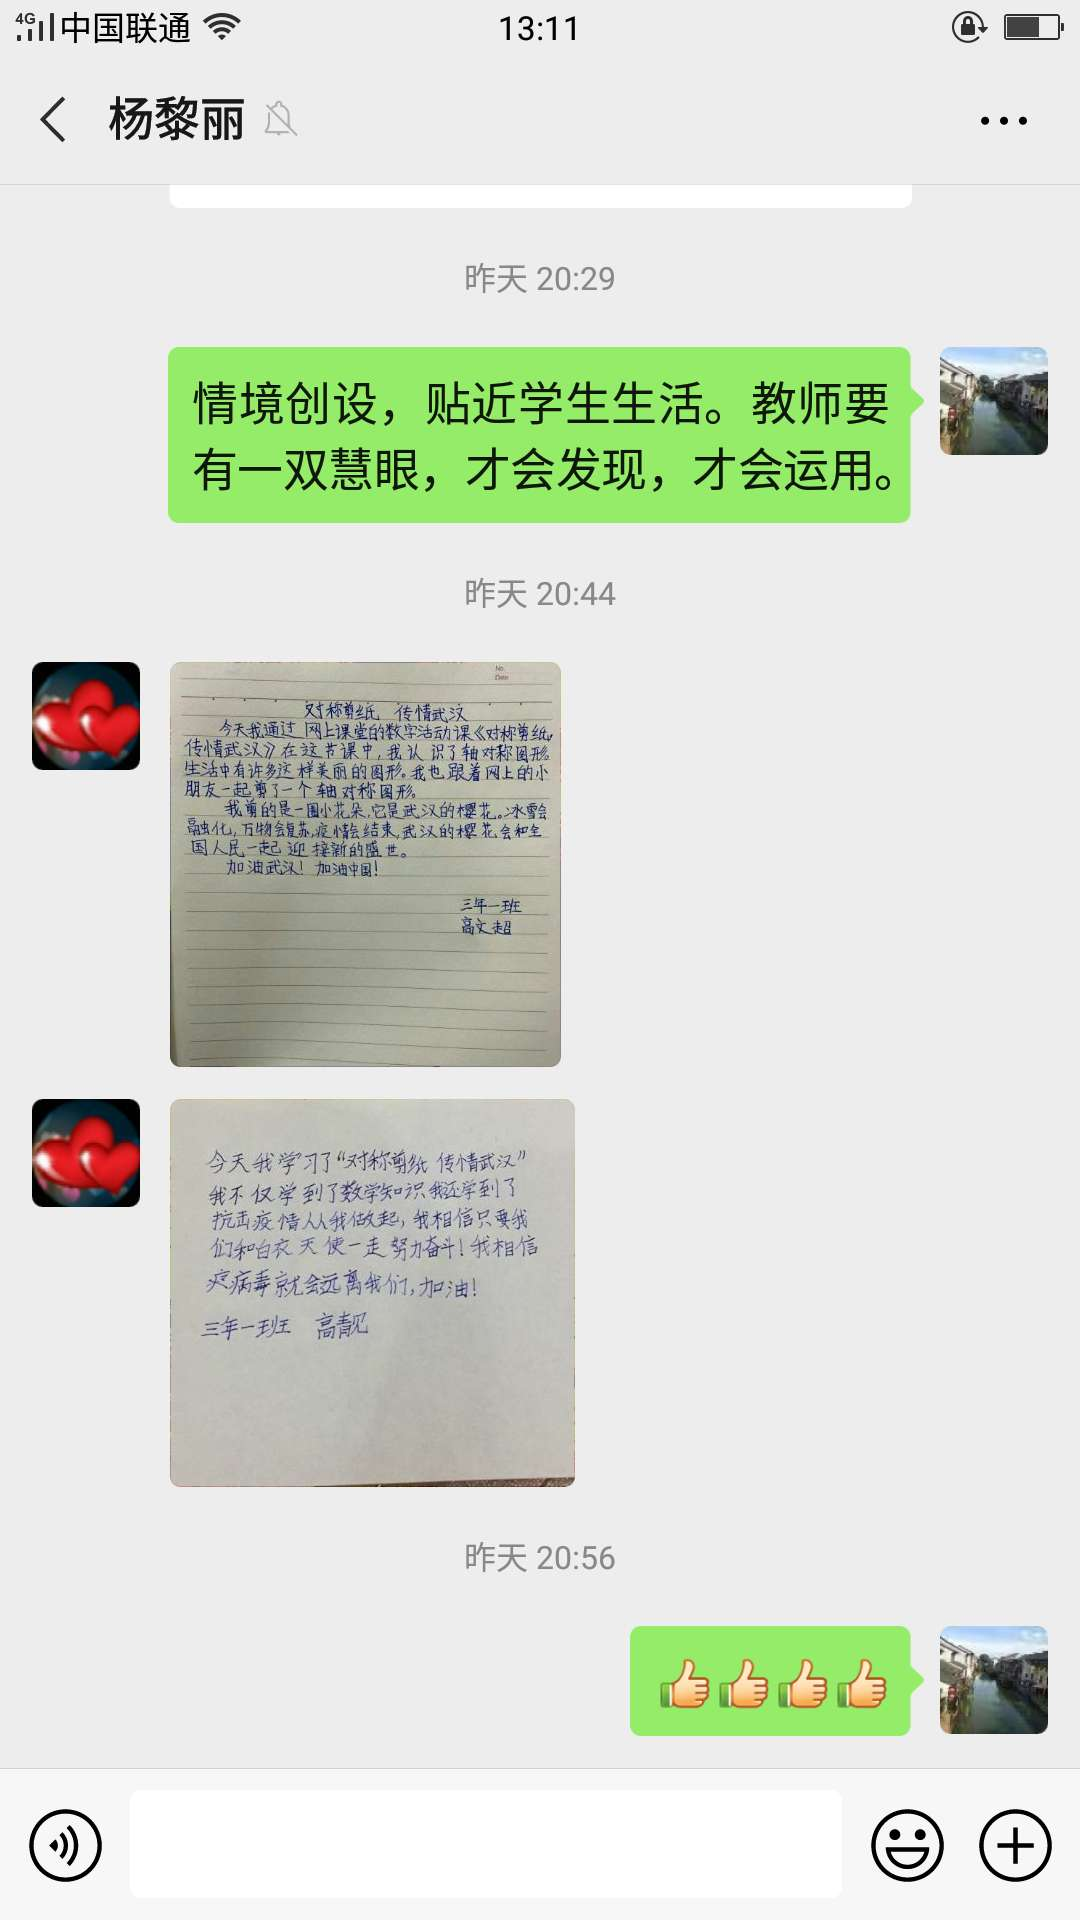 4G 中国联通 13:11
杨黎丽
昨天 20:29
情境创设，贴近学生生活。教师要
有一双慧眼，才会发现，才会运用。
昨天 20:44
No.
Date
对称剪纸 传情武汉
今天我通过 网上课堂的数字活动课《对称剪纸,
传情武汉》在这节课中,我认识了轴对称图形。
生活中有许多这样美丽的图形。我也跟着网上的小
朋友一起剪了一个轴对称图形。
我剪的是一圈小花朵,它是武汉的樱花。冰雪会
融化,万物会复苏,疫情会结束,武汉的樱花会和全
国人民一起迎接新的盛世。
加油武汉! 加油中国!
三年一班
高文超
今天我学习了“对称剪纸 传情武汉”
我不仅学到了数学知识我还学到了
抗击疫情从我做起,我相信只要我
们和白衣天使一走努力奋斗!我相信
病毒就会远离我们,加油!
三年一班 高靓
昨天 20:56
👍👍👍👍